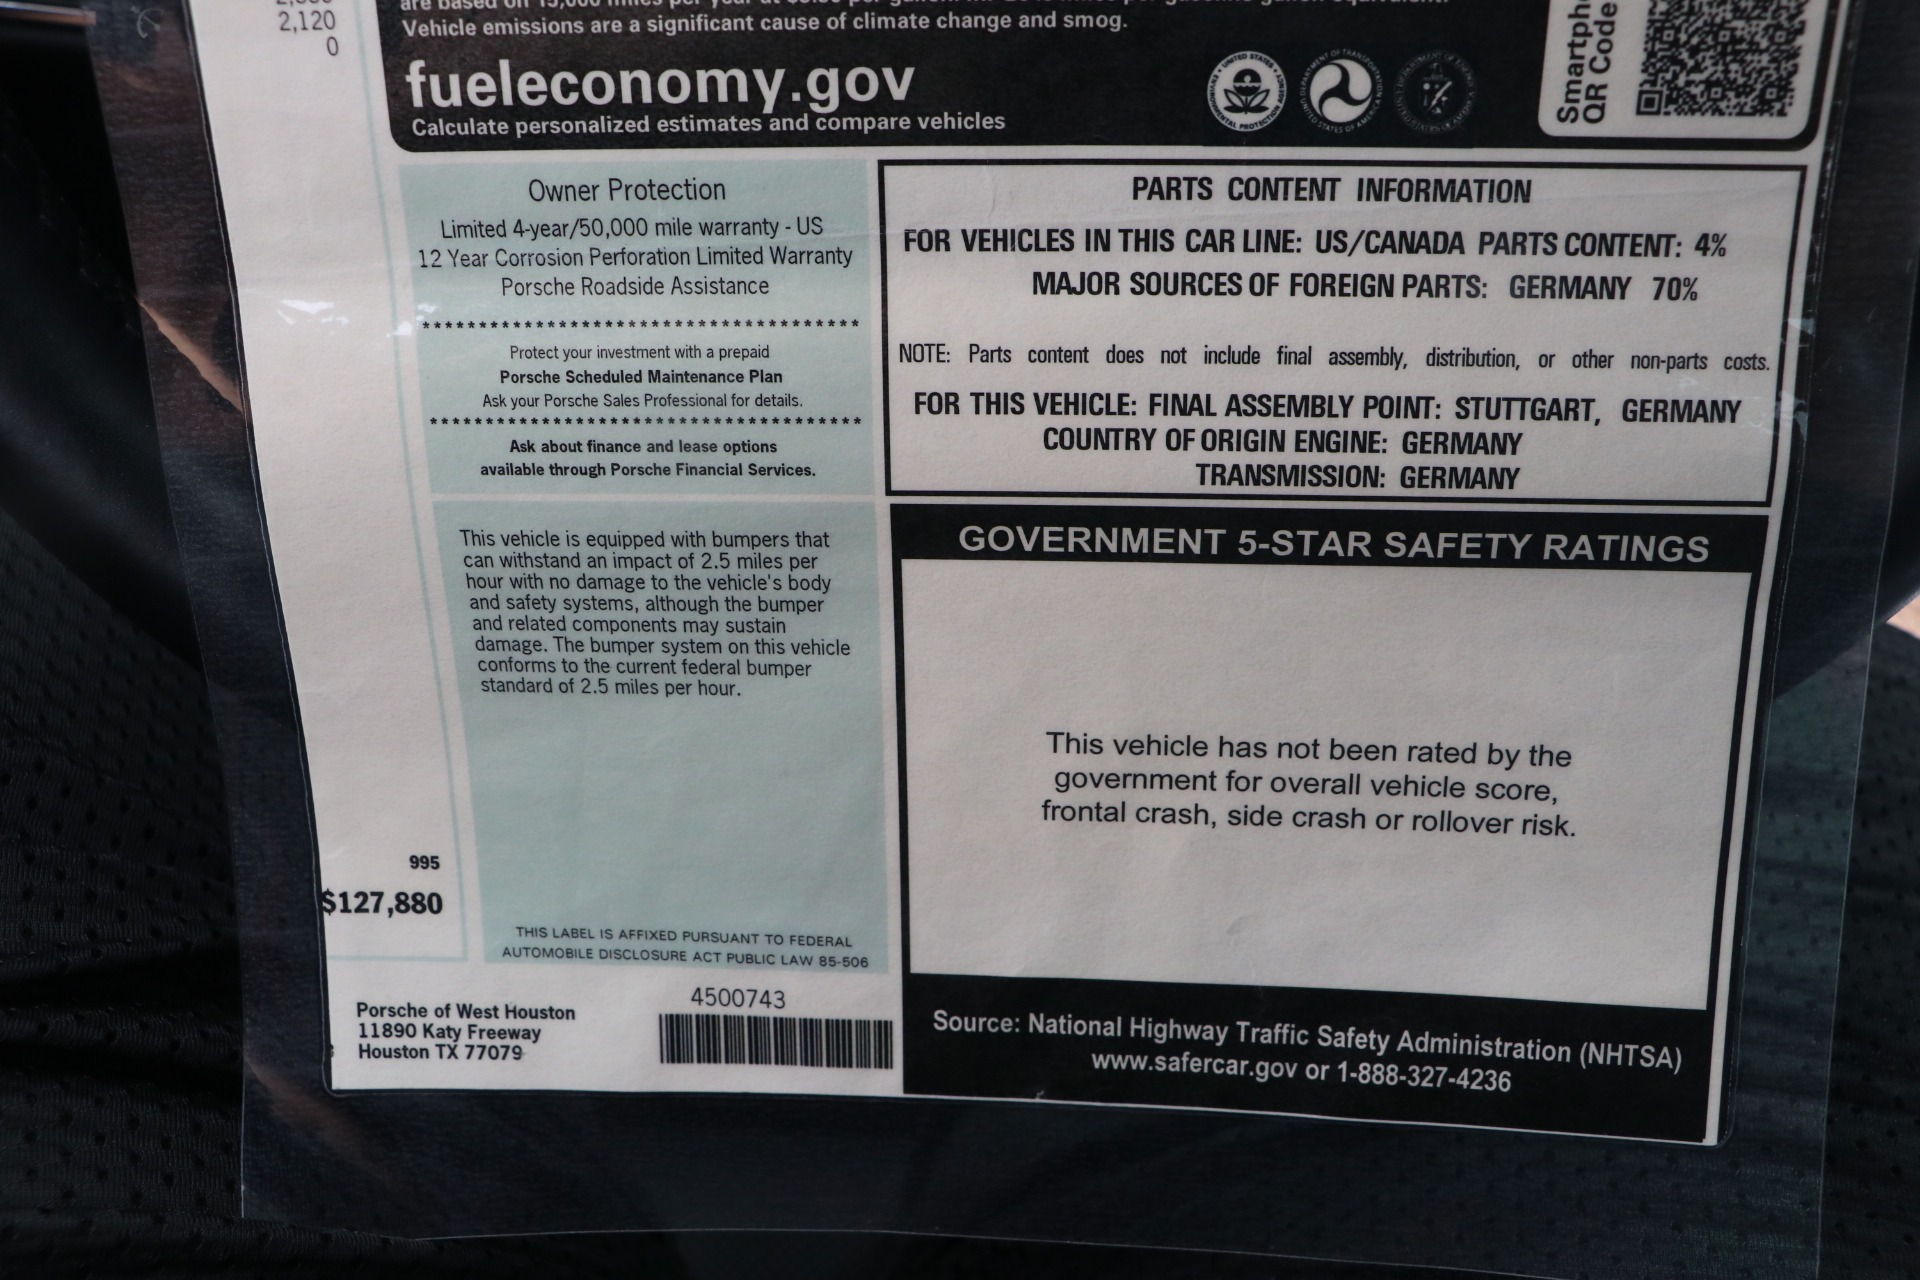 2,120
0
Vehicle emissions are a significant cause of climate change and smog.
fueleconomy.gov
Calculate personalized estimates and compare vehicles
Smartphone
QR Code
Owner Protection
Limited 4-year/50,000 mile warranty - US
12 Year Corrosion Perforation Limited Warranty
Porsche Roadside Assistance
***************************************
Protect your investment with a prepaid
Porsche Scheduled Maintenance Plan
Ask your Porsche Sales Professional for details.
***************************************
Ask about finance and lease options
available through Porsche Financial Services.
PARTS CONTENT INFORMATION
FOR VEHICLES IN THIS CAR LINE: US/CANADA PARTS CONTENT: 4%
MAJOR SOURCES OF FOREIGN PARTS: GERMANY 70%
NOTE: Parts content does not include final assembly, distribution, or other non-parts costs.
FOR THIS VEHICLE: FINAL ASSEMBLY POINT: STUTTGART, GERMANY
COUNTRY OF ORIGIN ENGINE: GERMANY
TRANSMISSION: GERMANY
This vehicle is equipped with bumpers that
can withstand an impact of 2.5 miles per
hour with no damage to the vehicle's body
and safety systems, although the bumper
and related components may sustain
damage. The bumper system on this vehicle
conforms to the current federal bumper
standard of 2.5 miles per hour.
THIS LABEL IS AFFIXED PURSUANT TO FEDERAL
AUTOMOBILE DISCLOSURE ACT PUBLIC LAW 85-506
GOVERNMENT 5-STAR SAFETY RATINGS
This vehicle has not been rated by the
government for overall vehicle score,
frontal crash, side crash or rollover risk.
Source: National Highway Traffic Safety Administration (NHTSA)
www.safercar.gov or 1-888-327-4236
995
$127,880
Porsche of West Houston
11890 Katy Freeway
Houston TX 77079
4500743